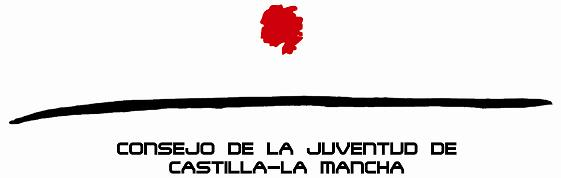 CONSEJO DE LA JUVENTUD DE
CASTILLA-LA MANCHA